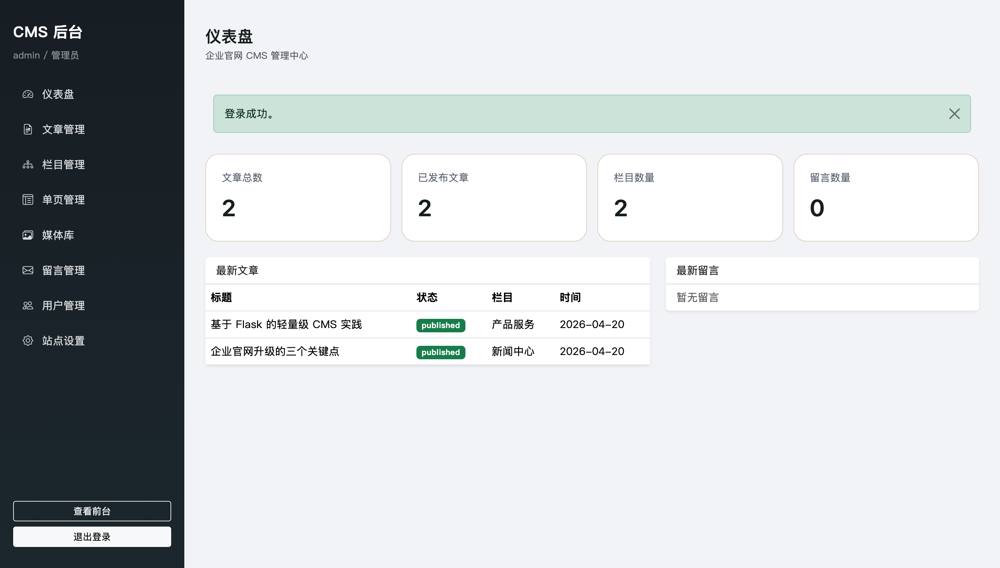 CMS 后台
admin / 管理员
仪表盘
文章管理
栏目管理
单页管理
媒体库
留言管理
用户管理
站点设置
查看前台
退出登录
仪表盘
企业官网 CMS 管理中心
登录成功。
文章总数
2
已发布文章
2
栏目数量
2
留言数量
0
最新文章
标题 状态 栏目 时间
基于 Flask 的轻量级 CMS 实践 published 产品服务 2026-04-20
企业官网升级的三个关键点 published 新闻中心 2026-04-20
最新留言
暂无留言